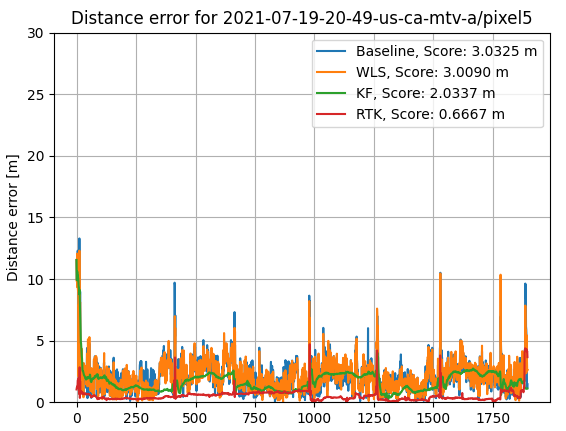 Distance error for 2021-07-19-20-49-us-ca-mtv-a/pixel5
Distance error [m]
30
25
20
15
10
5
0
Baseline, Score: 3.0325 m
WLS, Score: 3.0090 m
KF, Score: 2.0337 m
RTK, Score: 0.6667 m
0 250 500 750 1000 1250 1500 1750